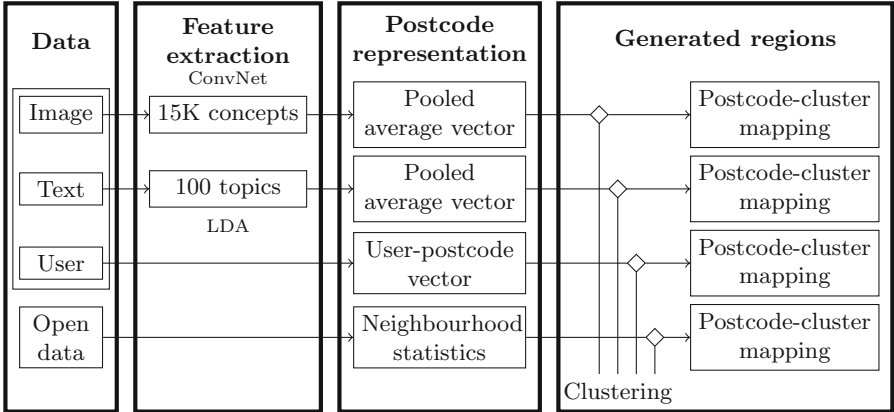 Data
Feature
extraction
Postcode
representation
Generated regions
ConvNet
Image
15K concepts
Pooled
average vector
Postcode-cluster
mapping
Text
100 topics
LDA
Pooled
average vector
Postcode-cluster
mapping
User
User-postcode
vector
Postcode-cluster
mapping
Open
data
Neighbourhood
statistics
Postcode-cluster
mapping
Clustering